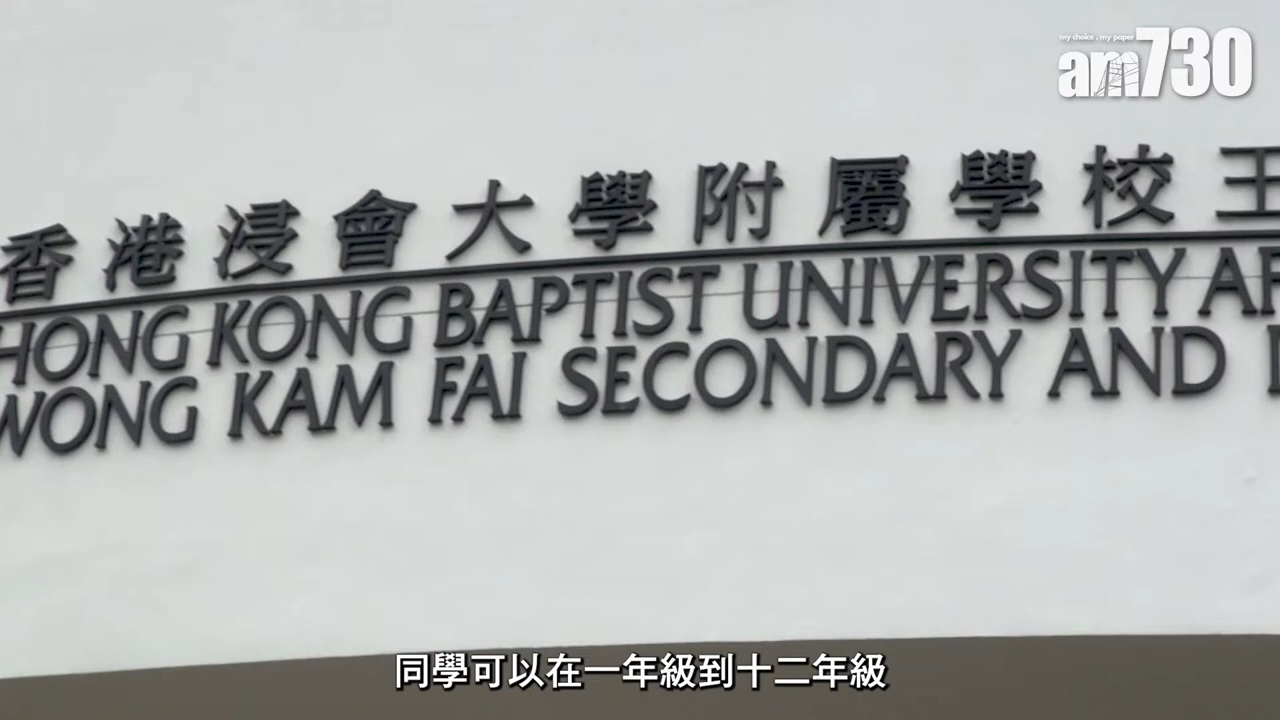 my choice . my paper
am730
香港浸會大學附屬學校王
HONG KONG BAPTIST UNIVERSITY AF
WONG KAM FAI SECONDARY AND
同學可以在一年級到十二年級